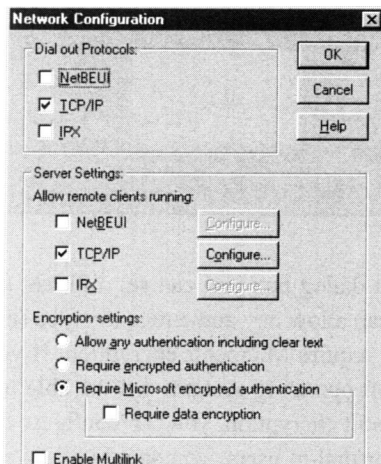 Network Configuration
Dial out Protocols:
NetBEUI
TCP/IP
IPX
OK
Cancel
Help
Server Settings:
Allow remote clients running:
NetBEUI Configure...
TCP/IP Configure...
IPX Configure...
Encryption settings:
Allow any authentication including clear text
Require encrypted authentication
Require Microsoft encrypted authentication
Require data encryption
Enable Multilink